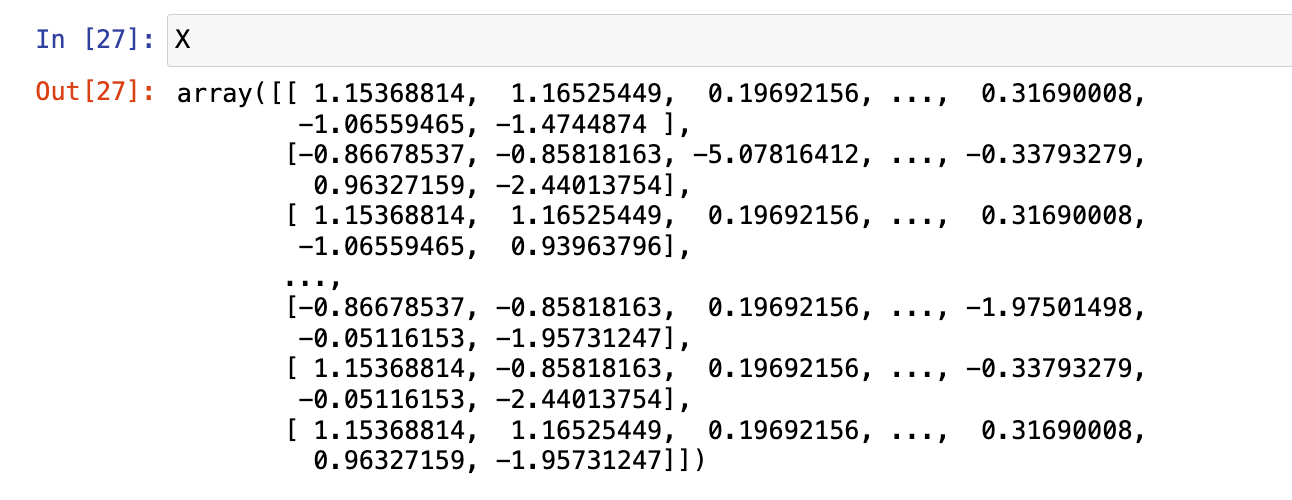 In [27]: X
Out[27]: array([[ 1.15368814,  1.16525449,  0.19692156, ...,  0.31690008,
        -1.06559465, -1.4744874 ],
       [-0.86678537, -0.85818163, -5.07816412, ..., -0.33793279,
         0.96327159, -2.44013754],
       [ 1.15368814,  1.16525449,  0.19692156, ...,  0.31690008,
        -1.06559465,  0.93963796],
       ...,
       [-0.86678537, -0.85818163,  0.19692156, ..., -1.97501498,
        -0.05116153, -1.95731247],
       [ 1.15368814, -0.85818163,  0.19692156, ..., -0.33793279,
        -0.05116153, -2.44013754],
       [ 1.15368814,  1.16525449,  0.19692156, ...,  0.31690008,
         0.96327159, -1.95731247]])